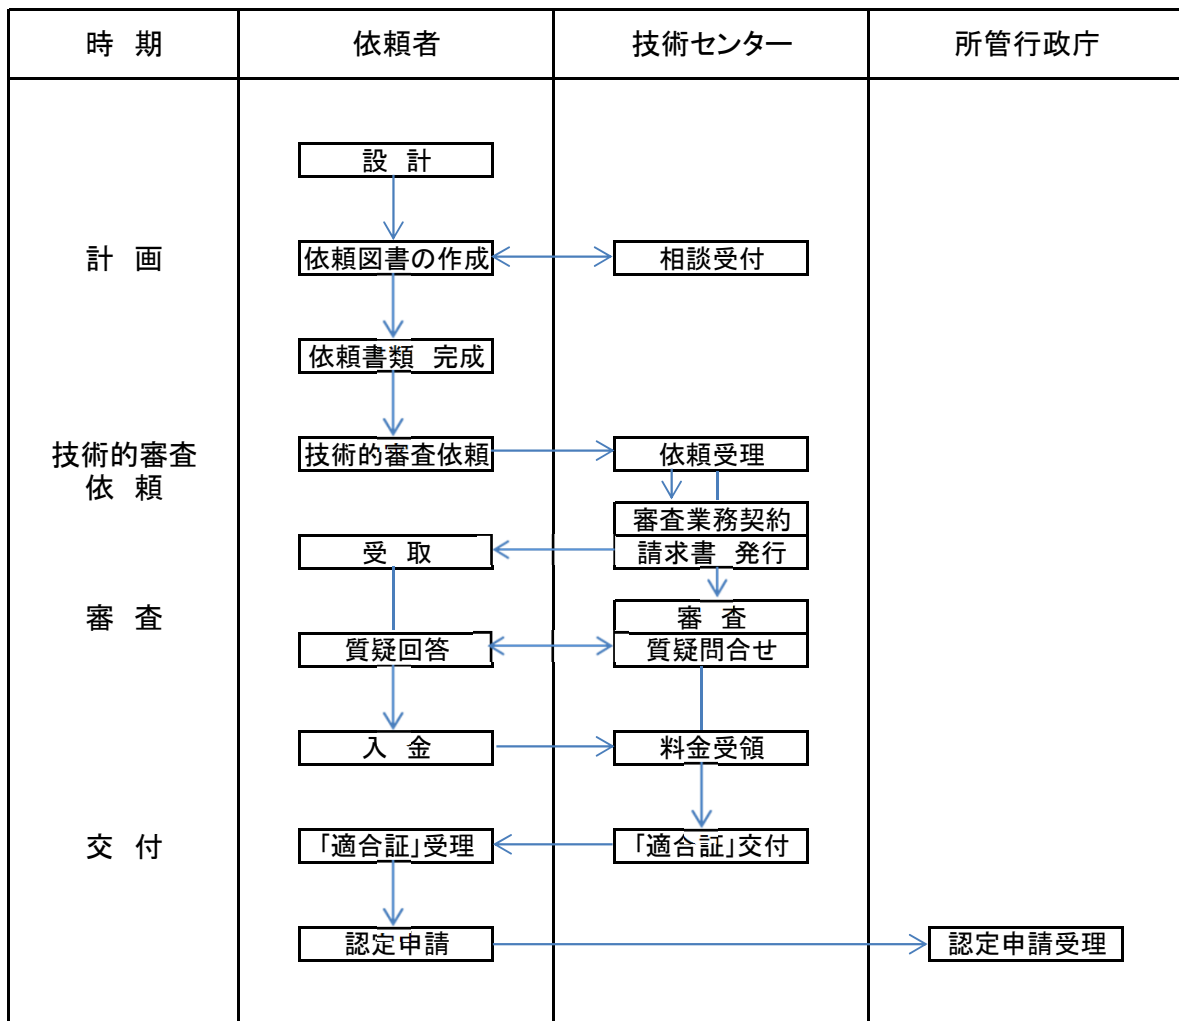 時 期 依頼者 技術センター 所管行政庁
設 計
計 画 依頼図書の作成 相談受付
依頼書類 完成
技術的審査 技術的審査依頼 依頼受理
依 頼
審査業務契約
受 取 請求書 発行
審 査 審 査
質疑回答 質疑問合せ
入 金 料金受領
交 付 「適合証」受理 「適合証」交付
認定申請 認定申請受理